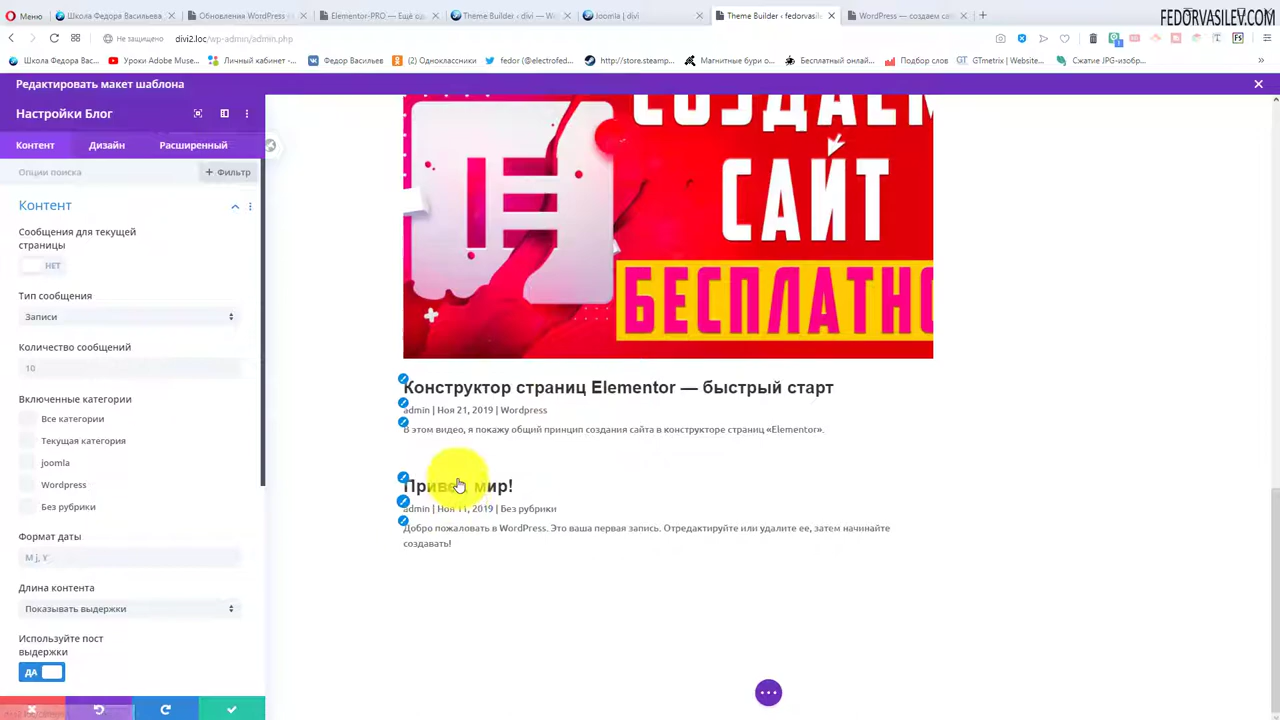 Меню
Школа Федора Васильева,
Обновления WordPress ‹
Elementor-PRO — Ещё од
Theme Builder ‹ divi — W
Joomla | divi
Theme Builder ‹ fedorvasile
WordPress — создаем са
FEDORVASILEV.COM
Не защищено
divi2.loc/wp-admin/admin.php
Школа Федора Вас...
Уроки Adobe Muse...
Личный кабинет -...
Федор Васильев
(2) Одноклассники
fedor (@electrofed...
http://store.steamp...
Магнитные бури о...
Бесплатный онлай...
Подбор слов
GTmetrix | Website...
Сжатие JPG-изобр...
Редактировать макет шаблона
Настройки Блог
Контент
Дизайн
Расширенный
Опции поиска
+ Фильтр
Контент
Сообщения для текущей
страницы
НЕТ
Тип сообщения
Записи
Количество сообщений
10
Включенные категории
Все категории
Текущая категория
joomla
Wordpress
Без рубрики
Формат даты
M j, Y
Длина контента
Показывать выдержки
Используйте пост
выдержки
ДА
СОЗДАЕМ
САЙТ
БЕСПЛАТНО
Конструктор страниц Elementor — быстрый старт
admin | Ноя 21, 2019 | Wordpress
В этом видео, я покажу общий принцип создания сайта в конструкторе страниц «Elementor».
Привет, мир!
admin | Ноя 11, 2019 | Без рубрики
Добро пожаловать в WordPress. Это ваша первая запись. Отредактируйте или удалите ее, затем начинайте
создавать!